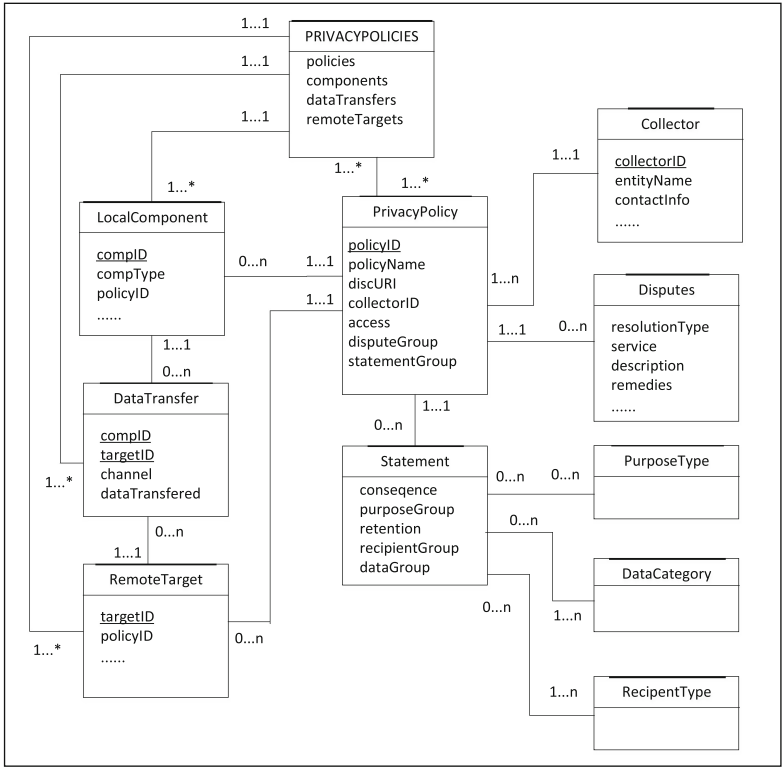 PRIVACYPOLICIES
policies
components
dataTransfers
remoteTargets
1...1
1...1
1...1
1...*
1...*
1...*
LocalComponent
compID
compType
policyID
......
0...n
1...1
1...1
PrivacyPolicy
policyID
policyName
discURI
collectorID
access
disputeGroup
statementGroup
1...1
1...n
Collector
collectorID
entityName
contactInfo
......
1...1
0...n
Disputes
resolutionType
service
description
remedies
......
1...1
0...n
DataTransfer
compID
targetID
channel
dataTransfered
1...*
0...n
1...1
RemoteTarget
targetID
policyID
......
1...*
0...n
1...1
0...n
Statement
conseqence
purposeGroup
retention
recipientGroup
dataGroup
0...n
0...n
PurposeType
0...n
1...n
DataCategory
0...n
1...n
RecipentType